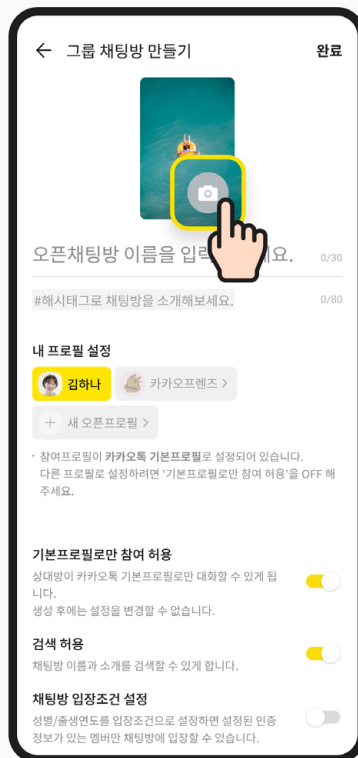 ← 그룹 채팅방 만들기 완료
오픈채팅방 이름을 입 요. 0/30
#해시태그로 채팅방을 소개해보세요. 0/80
내 프로필 설정
김하나 카카오프렌즈 >
+ 새 오픈프로필 >
· 참여프로필이 카카오톡 기본프로필로 설정되어 있습니다.
다른 프로필로 설정하려면 '기본프로필로만 참여 허용'을 OFF 해
주세요.
기본프로필로만 참여 허용
상대방이 카카오톡 기본프로필로만 대화할 수 있게 됩
니다.
생성 후에는 설정을 변경할 수 없습니다.
검색 허용
채팅방 이름과 소개를 검색할 수 있게 합니다.
채팅방 입장조건 설정
성별/출생연도를 입장조건으로 설정하면 설정된 인증
정보가 있는 멤버만 채팅방에 입장할 수 있습니다.